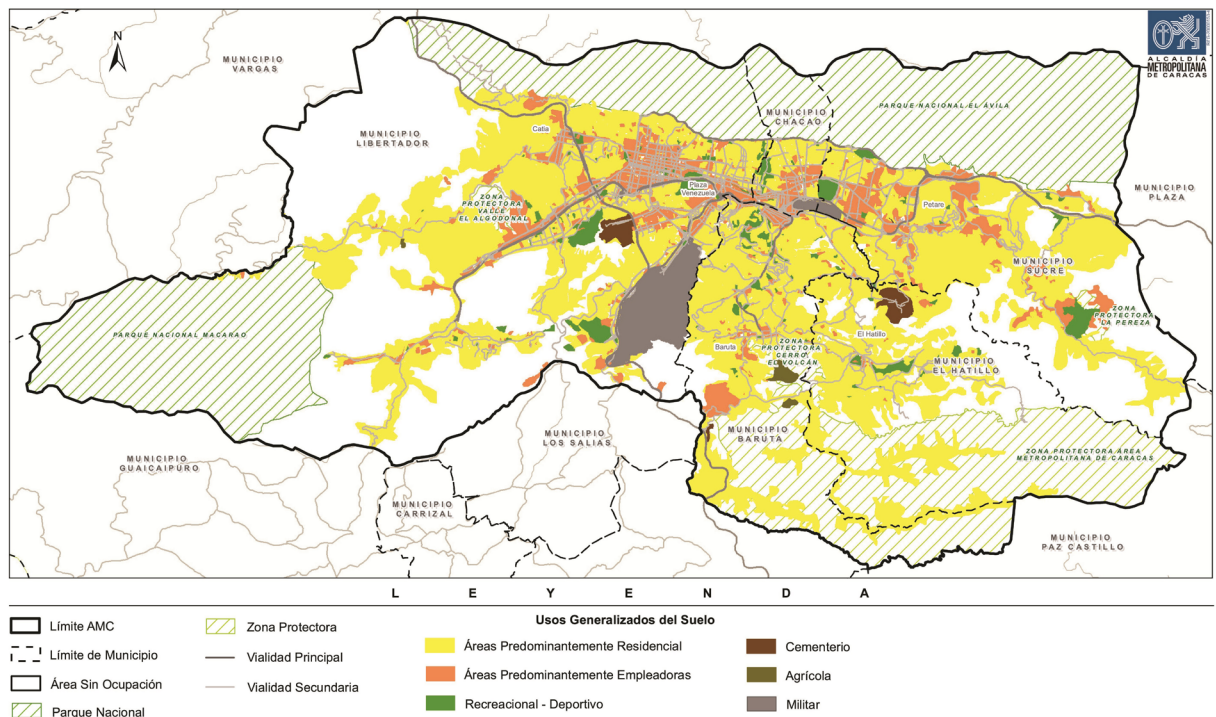 N
ALCALDÍA
METROPOLITANA
DE CARACAS
MUNICIPIO
VARGAS
MUNICIPIO
LIBERTADOR
MUNICIPIO
CHACAO
PARQUE NACIONAL EL ÁVILA
Catia
Plaza
Venezuela
Petare
MUNICIPIO
PLAZA
ZONA
PROTECTORA
VALLE
EL ALGODONAL
MUNICIPIO
SUCRE
PARQUE NACIONAL MACARAO
ZONA
PROTECTORA
LA PEREZA
Baruta
ZONA
PROTECTORA
CERRO
EL VOLCÁN
El Hatillo
MUNICIPIO
EL HATILLO
MUNICIPIO
BARUTA
MUNICIPIO
LOS SALIAS
MUNICIPIO
GUAICAIPURO
ZONA PROTECTORA ÁREA
METROPOLITANA DE CARACAS
MUNICIPIO
CARRIZAL
MUNICIPIO
PAZ CASTILLO
L E Y E N D A
Límite AMC
Límite de Municipio
Área Sin Ocupación
Parque Nacional
Zona Protectora
Vialidad Principal
Vialidad Secundaria
Usos Generalizados del Suelo
Áreas Predominantemente Residencial
Áreas Predominantemente Empleadoras
Recreacional - Deportivo
Cementerio
Agrícola
Militar